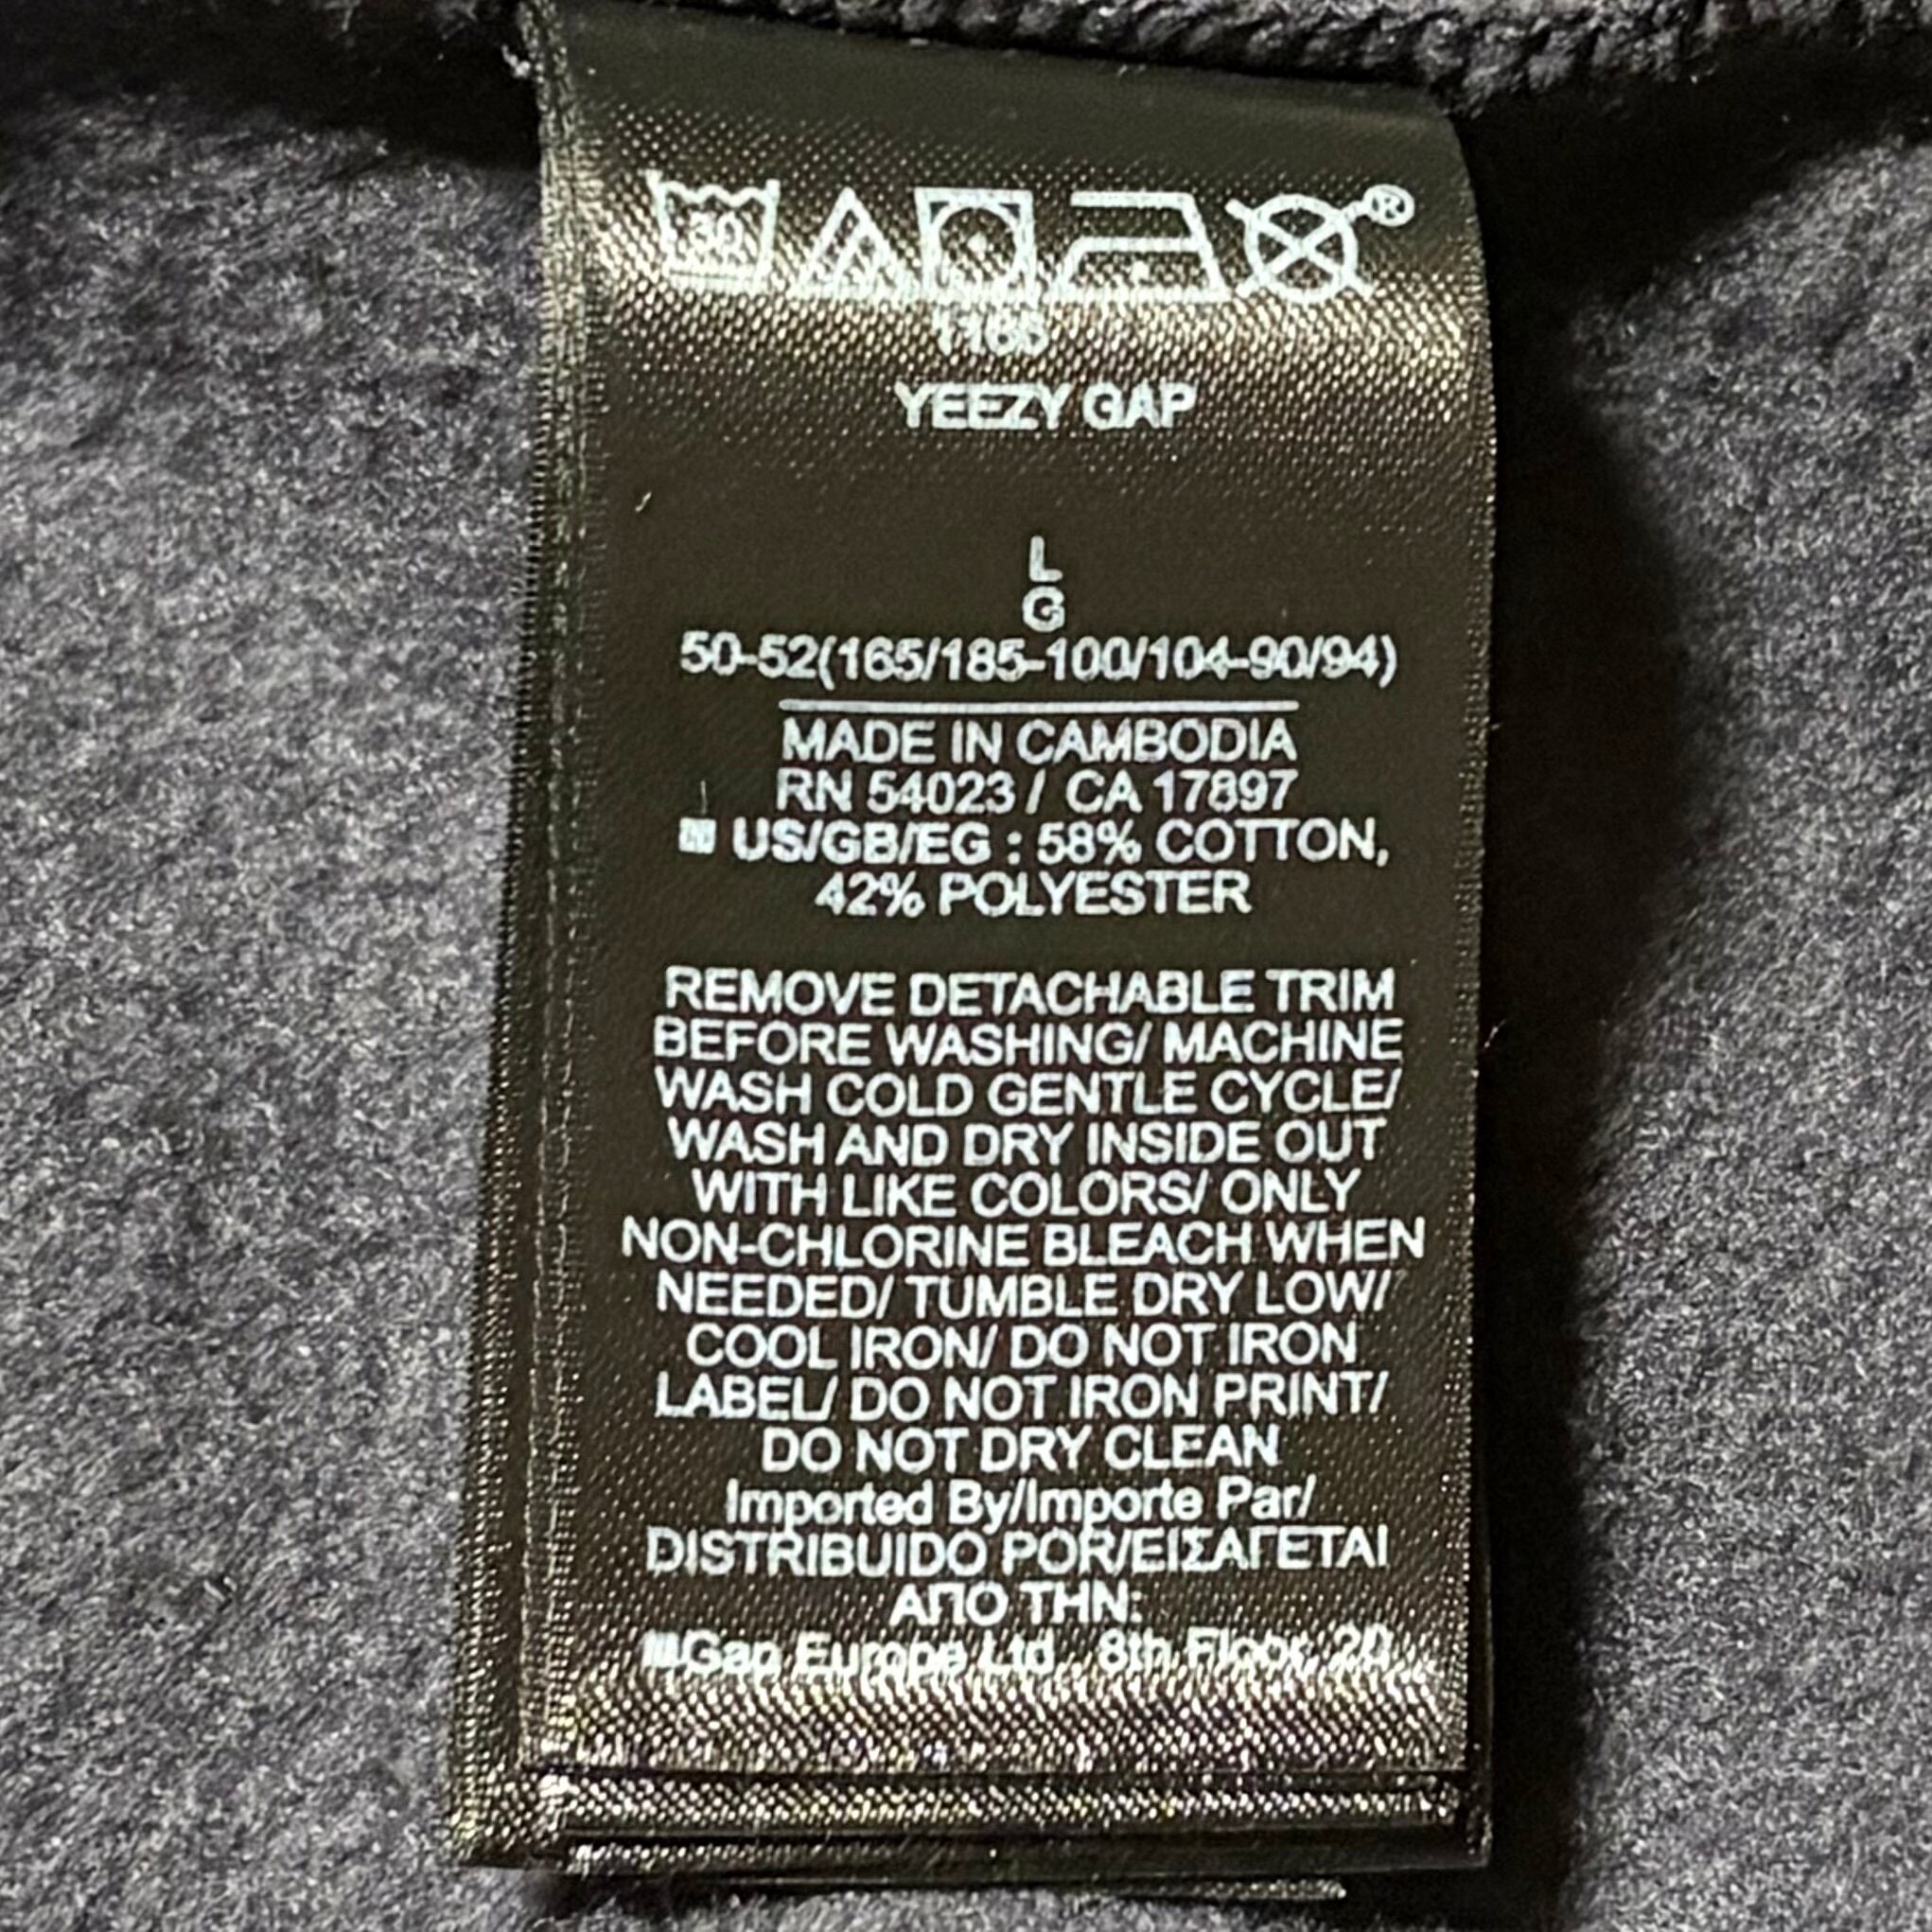 30
®
1166
YEEZY GAP
L
G
50-52(165/185-100/104-90/94)
MADE IN CAMBODIA
RN 54023 / CA 17897
US/GB/EG : 58% COTTON,
42% POLYESTER
REMOVE DETACHABLE TRIM
BEFORE WASHING/ MACHINE
WASH COLD GENTLE CYCLE/
WASH AND DRY INSIDE OUT
WITH LIKE COLORS/ ONLY
NON-CHLORINE BLEACH WHEN
NEEDED/ TUMBLE DRY LOW/
COOL IRON/ DO NOT IRON
LABEL/ DO NOT IRON PRINT/
DO NOT DRY CLEAN
Imported By/Importe Par/
DISTRIBUIDO POR/ΕΙΣΑΓΕΤΑΙ
ΑΠΟ ΤΗΝ:
Gap Europe Ltd., 8th Floor, 20